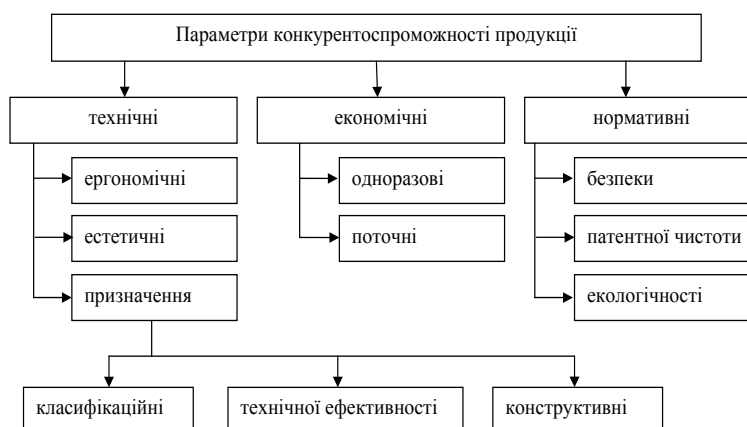 Параметри конкурентоспроможності продукції
технічні
економічні
нормативні
ергономічні
одноразові
безпеки
естетичні
поточні
патентної чистоти
призначення
екологічності
класифікаційні
технічної ефективності
конструктивні